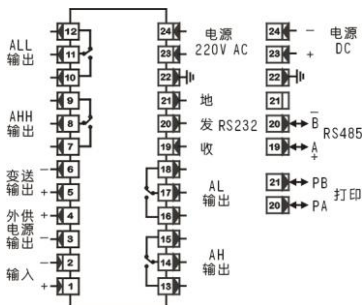 12
ALL
输出
11
10
9
AHH
输出
8
7
变送
输出
- 6
+ 5
外供
电源
输出
+ 4
- 3
输入
- 2
+ 1
24
电源
220V AC
23
22
21 地
20 发 RS232
19 收
18
AL
输出
17
16
15
AH
输出
14
13
24 -
电源
DC
23 +
22
21
20 B̅
RS485
19 A
+
21 PB
打印
20 PA